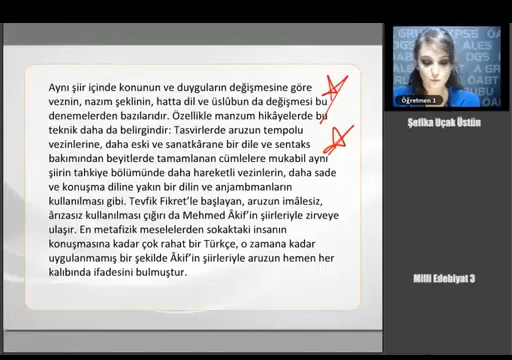 Aynı şiir içinde konunun ve duyguların değişmesine göre
veznin, nazım şeklinin, hatta dil ve üslûbun da değişmesi bu
denemelerden bazılarıdır. Özellikle manzum hikâyelerde bu
teknik daha da belirgindir: Tasvirlerde aruzun tempolu
vezinlerine, daha eski ve sanatkârane bir dile ve sentaks
bakımından beyitlerde tamamlanan cümlelere mukabil aynı
şiirin tahkiye bölümünde daha hareketli vezinlerin, daha sade
ve konuşma diline yakın bir dilin ve anjambmanların
kullanılması gibi. Tevfik Fikret'le başlayan, aruzun imâlesiz,
ârızasız kullanılması çığırı da Mehmed Âkif'in şiirleriyle zirveye
ulaşır. En metafizik meselelerden sokaktaki insanın
konuşmasına kadar çok rahat bir Türkçe, o zamana kadar
uygulanmamış bir şekilde Âkif'in şiirleriyle aruzun hemen her
kalıbında ifadesini bulmuştur.
KPSS ÖAB
DGS ALES
Öğretmen 1
Şefika Uçak Üstün
Milli Edebiyat 3